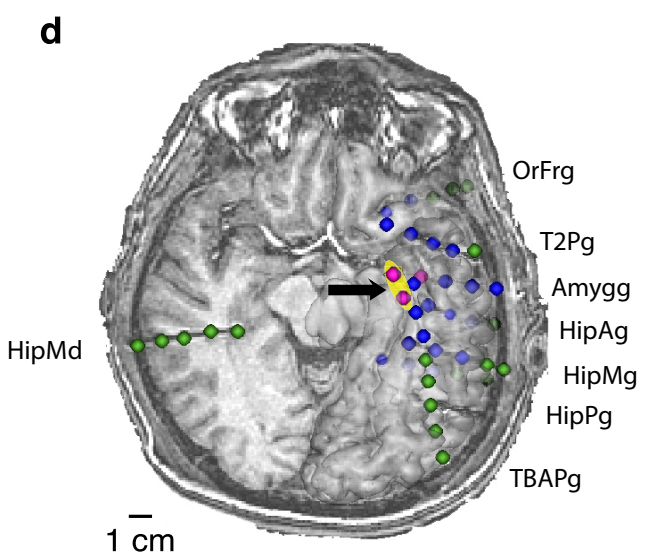 d
OrFrg
T2Pg
Amygg
HipAg
HipMd
HipMg
HipPg
TBAPg
1 cm